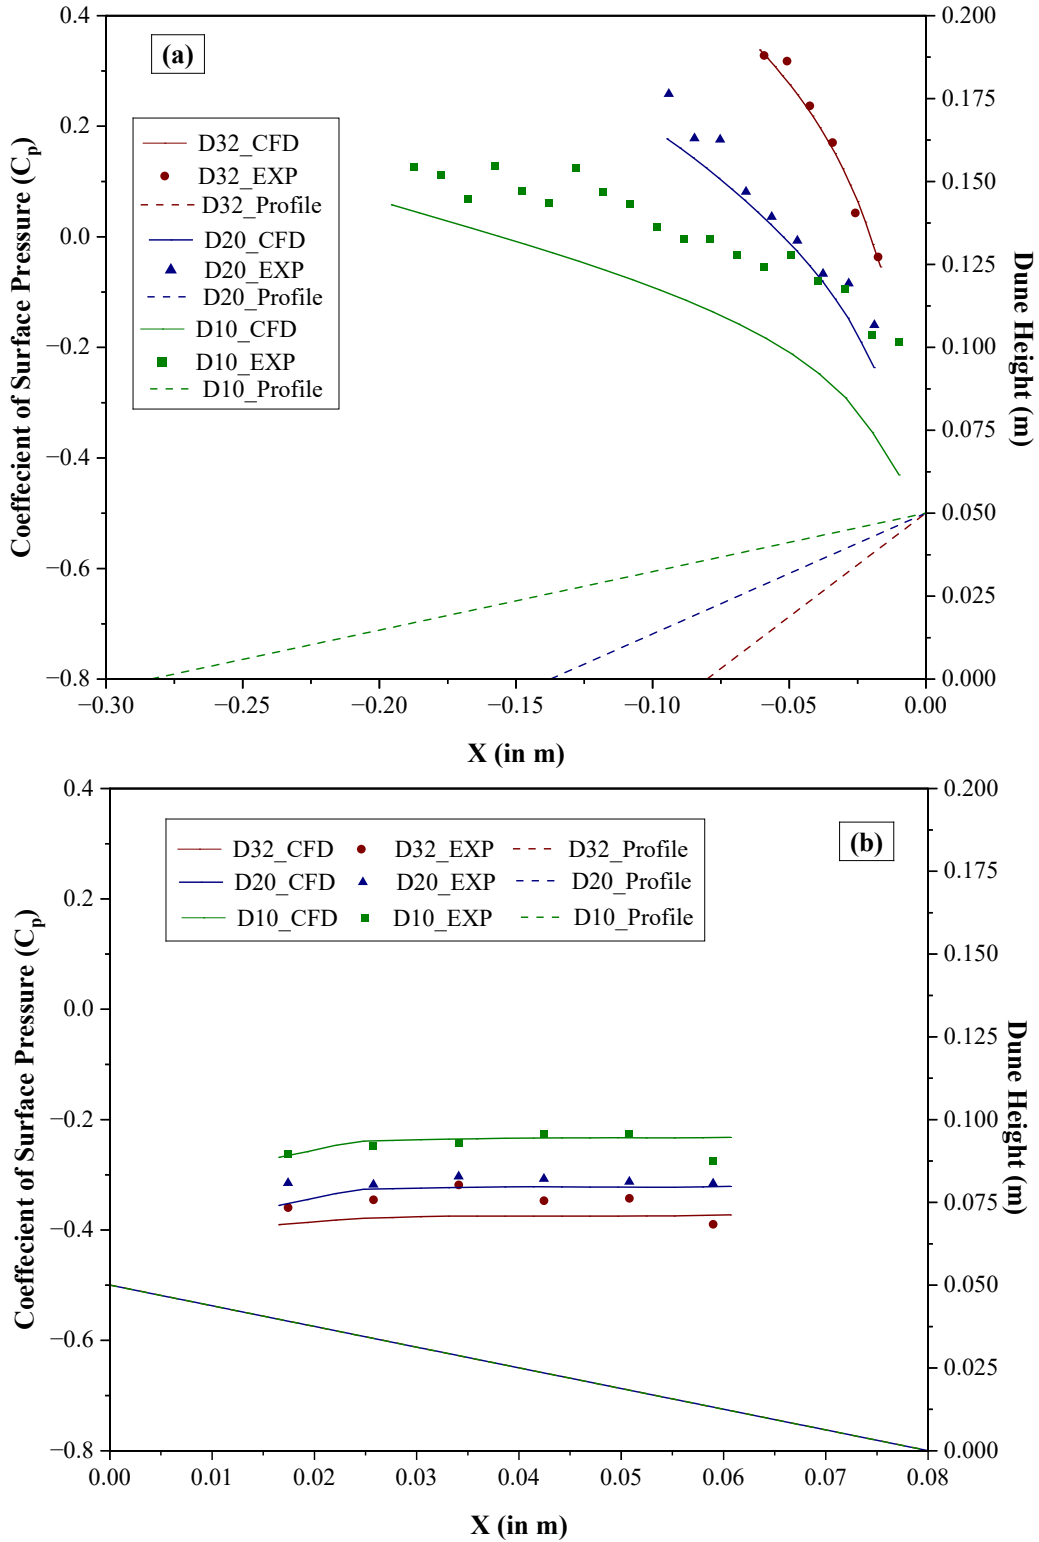 (a)
0.4
0.2
0.0
−0.2
−0.4
−0.6
−0.8
Coeffecient of Surface Pressure (Cp)
D32_CFD
D32_EXP
D32_Profile
D20_CFD
D20_EXP
D20_Profile
D10_CFD
D10_EXP
D10_Profile
0.200
0.175
0.150
0.125
0.100
0.075
0.050
0.025
0.000
Dune Height (m)
−0.30 −0.25 −0.20 −0.15 −0.10 −0.05 0.00
X (in m)
(b)
0.4
0.2
0.0
−0.2
−0.4
−0.6
−0.8
Coeffecient of Surface Pressure (Cp)
D32_CFD D32_EXP D32_Profile
D20_CFD D20_EXP D20_Profile
D10_CFD D10_EXP D10_Profile
0.200
0.175
0.150
0.125
0.100
0.075
0.050
0.025
0.000
Dune Height (m)
0.00 0.02 0.03 0.04 0.05 0.06 0.07 0.08
X (in m)